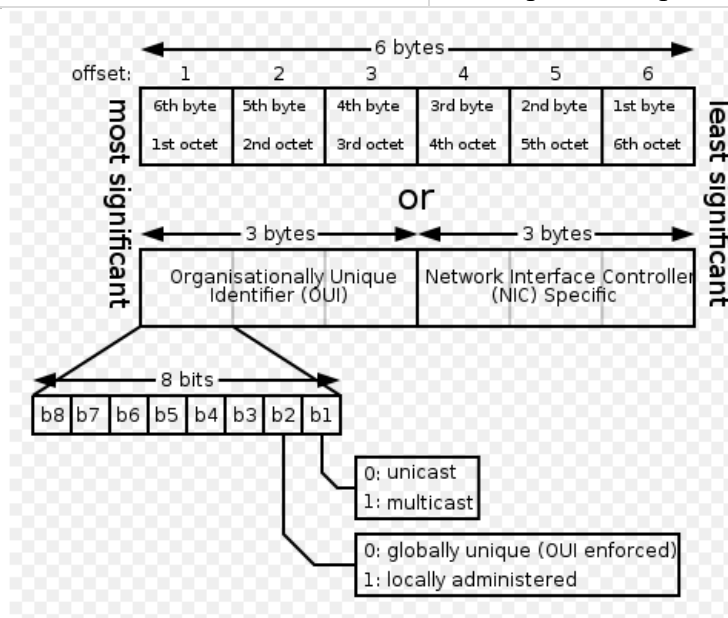 6 bytes
offset: 1 2 3 4 5 6
6th byte 5th byte 4th byte 3rd byte 2nd byte 1st byte
1st octet 2nd octet 3rd octet 4th octet 5th octet 6th octet
most significant
least significant
or
3 bytes 3 bytes
Organisationally Unique
Identifier (OUI)
Network Interface Controller
(NIC) Specific
8 bits
b8 b7 b6 b5 b4 b3 b2 b1
0: unicast
1: multicast
0: globally unique (OUI enforced)
1: locally administered